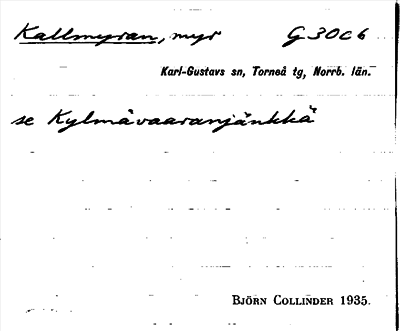 Kallmyran, myr G 30 c 6
Karl-Gustavs sn, Torneå tg, Norrb. län.
se Kylmävaaranjänkkä
BJÖRN COLLINDER 1935.